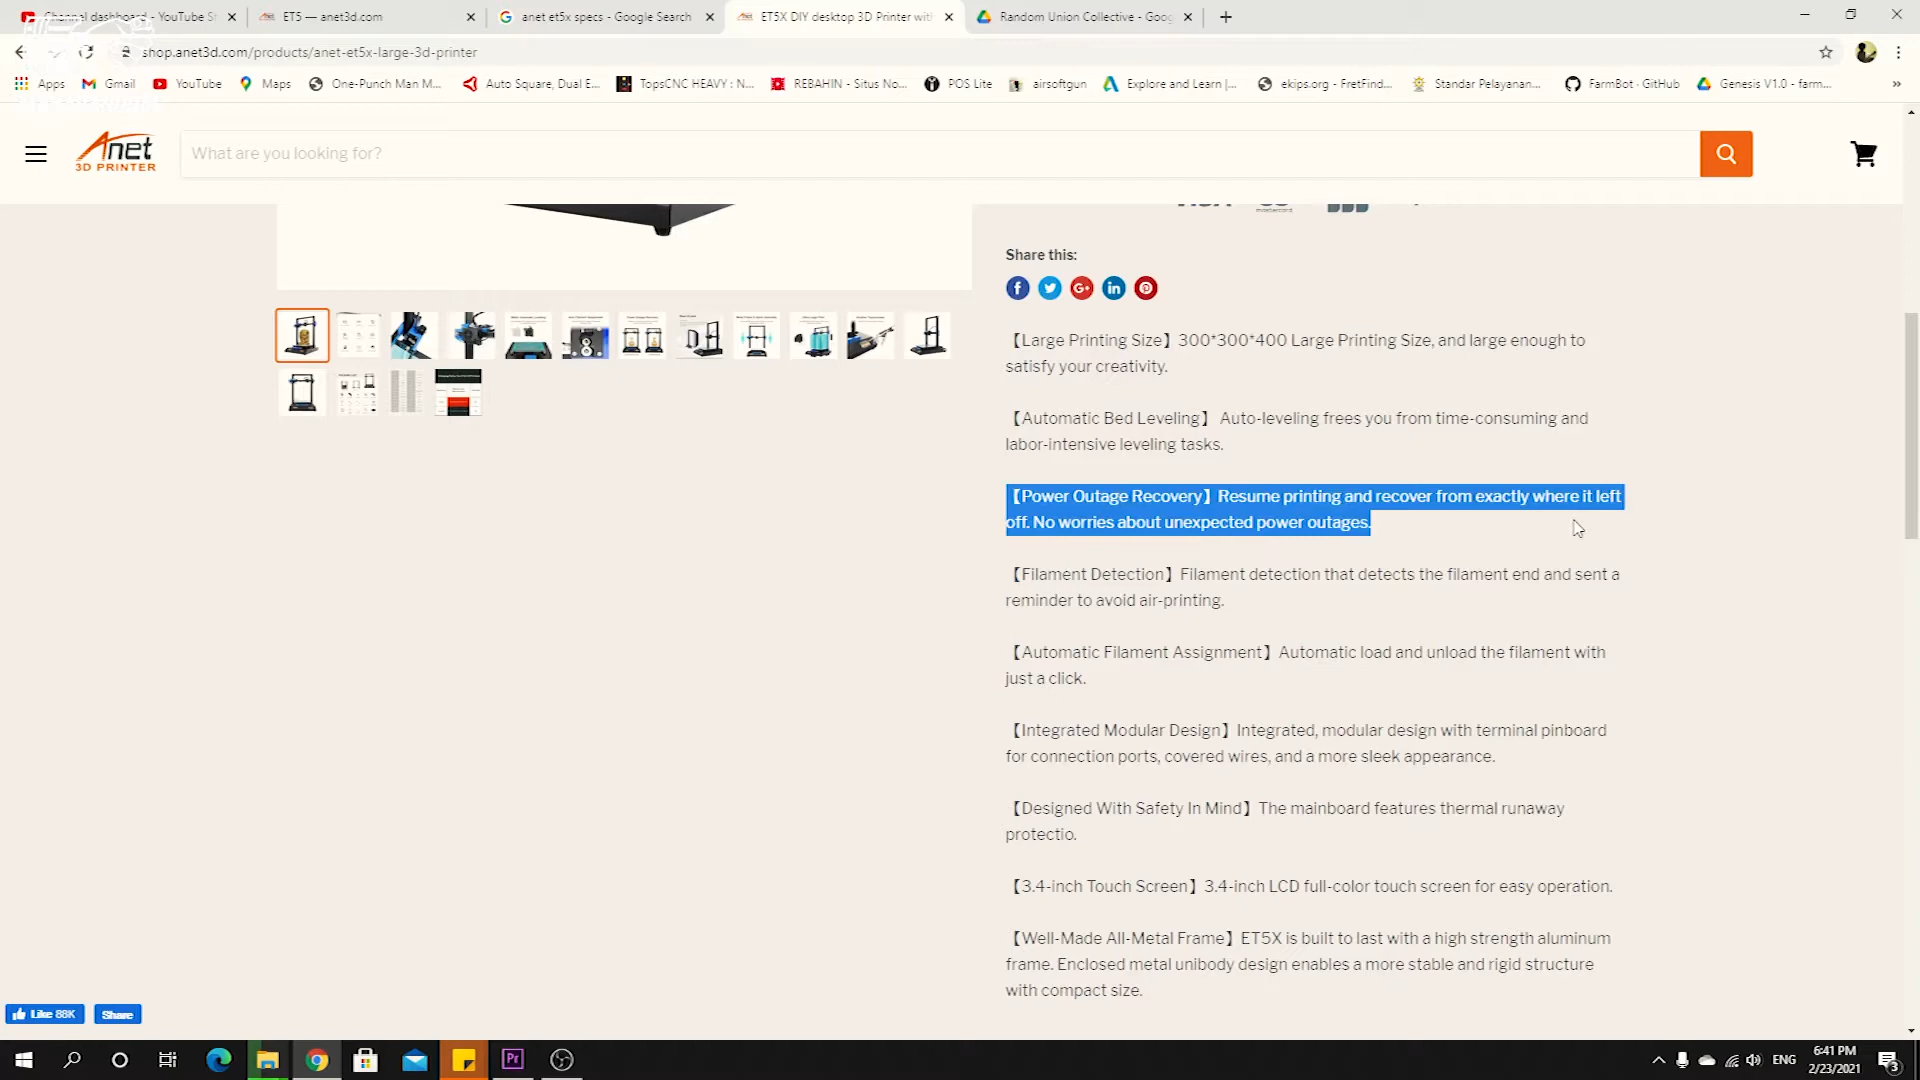 Channel dashboard - YouTube St
ET5 — anet3d.com
anet et5x specs - Google Search
ET5X DIY desktop 3D Printer with
Random Union Collective - Goog
shop.anet3d.com/products/anet-et5x-large-3d-printer
Apps
Gmail
YouTube
Maps
One-Punch Man M...
Auto Square, Dual E...
TopsCNC HEAVY : N...
REBAHIN - Situs No...
POS Lite
airsoftgun
Explore and Learn |...
ekips.org - FretFind...
Standar Pelayanan...
FarmBot · GitHub
Genesis V1.0 - farm...
Anet
3D PRINTER
What are you looking for?
Share this:
【Large Printing Size】300*300*400 Large Printing Size, and large enough to
satisfy your creativity.
【Automatic Bed Leveling】 Auto-leveling frees you from time-consuming and
labor-intensive leveling tasks.
【Power Outage Recovery】Resume printing and recover from exactly where it left
off. No worries about unexpected power outages.
【Filament Detection】Filament detection that detects the filament end and sent a
reminder to avoid air-printing.
【Automatic Filament Assignment】Automatic load and unload the filament with
just a click.
【Integrated Modular Design】Integrated, modular design with terminal pinboard
for connection ports, covered wires, and a more sleek appearance.
【Designed With Safety In Mind】The mainboard features thermal runaway
protectio.
【3.4-inch Touch Screen】3.4-inch LCD full-color touch screen for easy operation.
【Well-Made All-Metal Frame】ET5X is built to last with a high strength aluminum
frame. Enclosed metal unibody design enables a more stable and rigid structure
with compact size.
Like 88K
Share
Pr
ENG
6:41 PM
2/23/2021
3